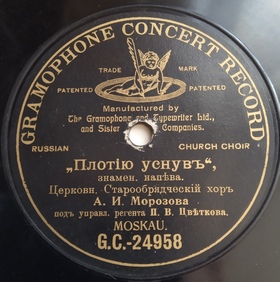 GRAMOPHONE CONCERT RECORD
TRADE MARK
PATENTED PATENTED
Manufactured by
The Gramophone and Typewriter Ltd.,
and Sister Companies.
RUSSIAN CHURCH CHOIR
„Плотію уснувъ“,
знамен. напѣва.
Церковн. Старообрядческій хоръ
А. И. Морозова
подъ управл. регента П. В. Цвѣткова.
MOSKAU.
G.C.-24958